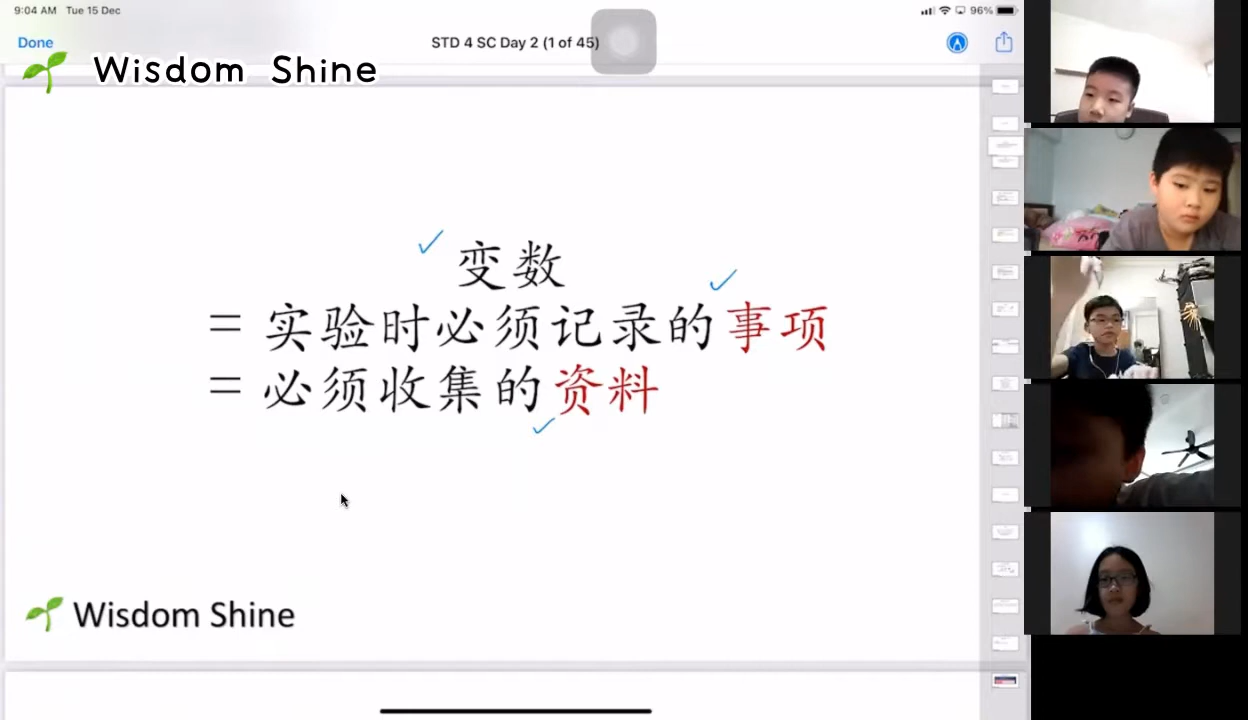 9:04 AM Tue 15 Dec
96%
Done
STD 4 SC Day 2 (1 of 45)
Wisdom Shine
变数
= 实验时必须记录的事项
= 必须收集的资料
Wisdom Shine